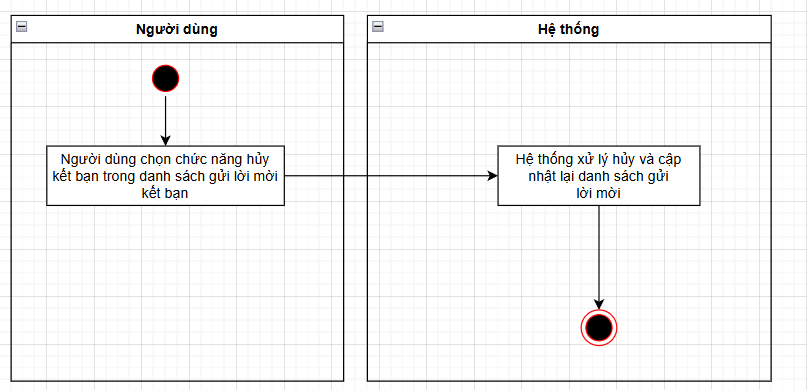 Người dùng
Hệ thống
Người dùng chọn chức năng hủy
kết bạn trong danh sách gửi lời mời
kết bạn
Hệ thống xử lý hủy và cập
nhật lại danh sách gửi
lời mời